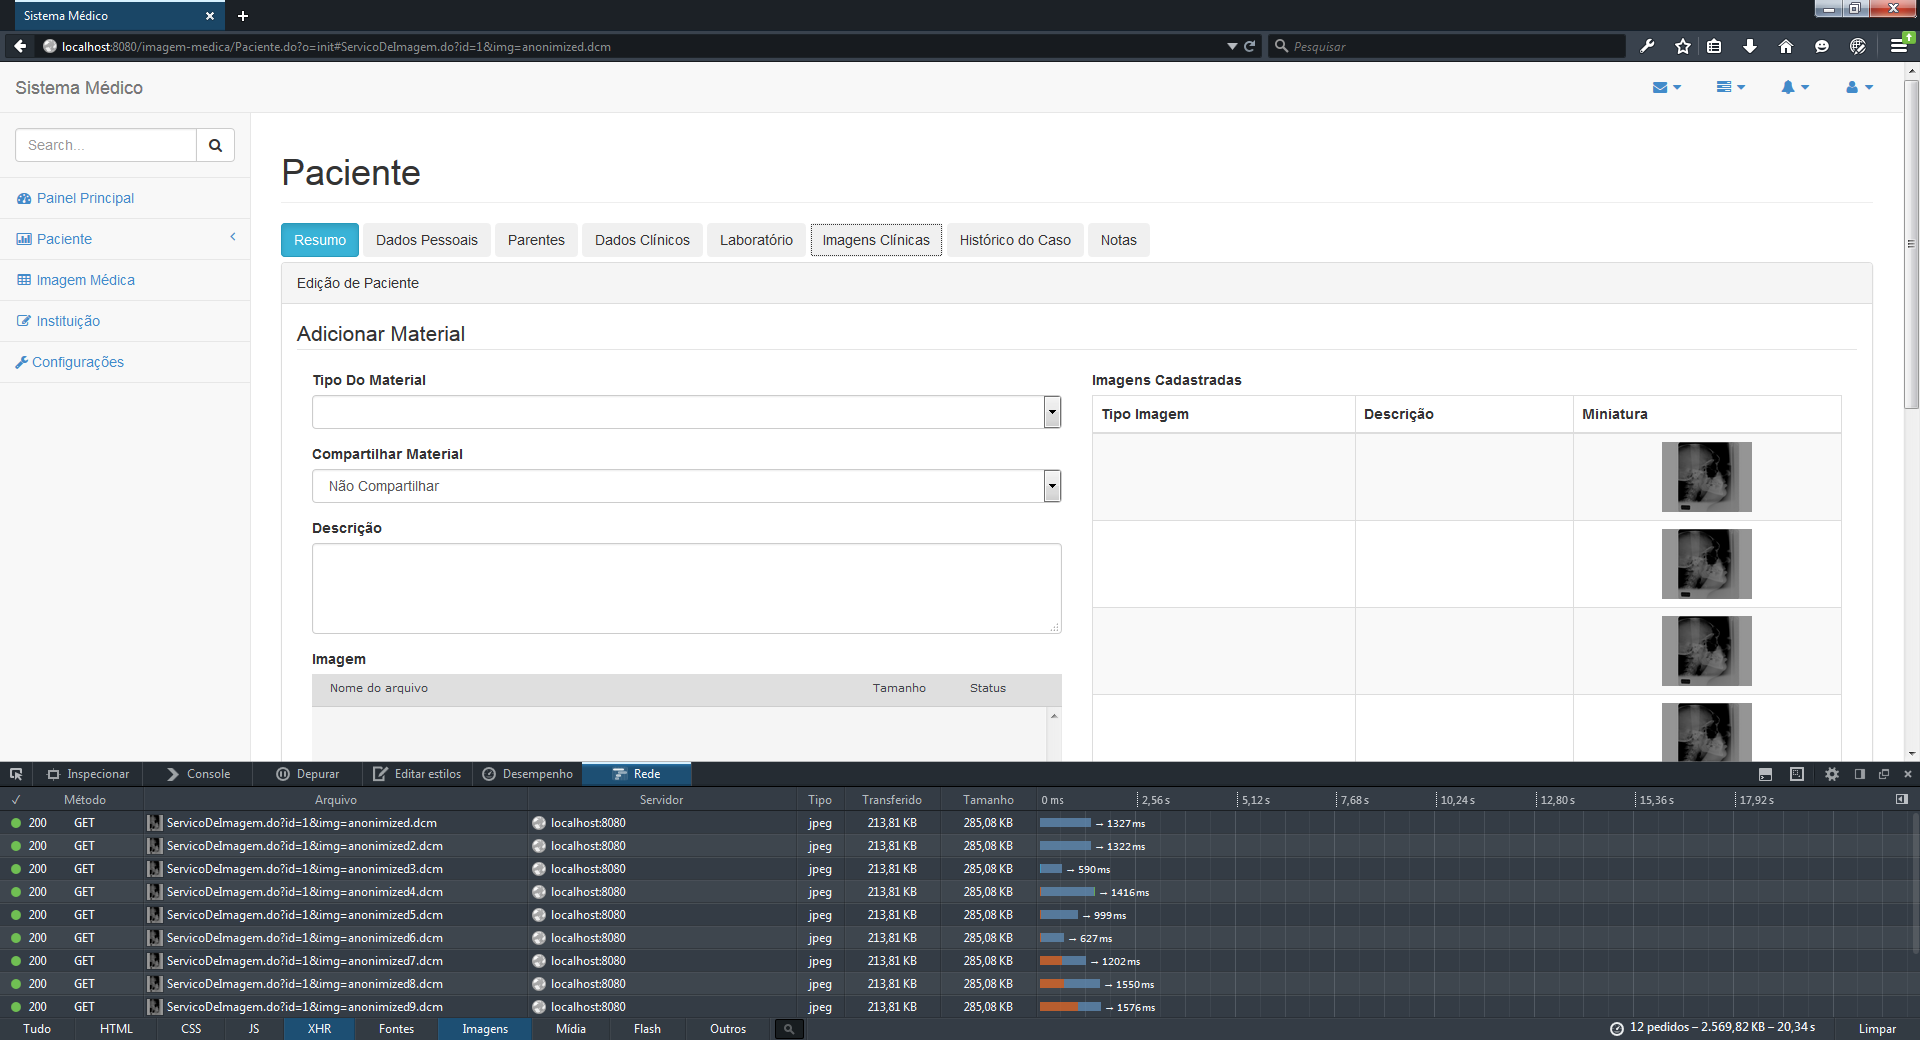 Sistema Médico
localhost:8080/imagem-medica/Paciente.do?o=init#ServicoDeImagem.do?id=1&img=anonimized.dcm
Pesquisar
Sistema Médico
Search...
Painel Principal
Paciente
Imagem Médica
Instituição
Configurações
Paciente
Resumo Dados Pessoais Parentes Dados Clínicos Laboratório Imagens Clínicas Histórico do Caso Notas
Edição de Paciente
Adicionar Material
Tipo Do Material
Compartilhar Material
Não Compartilhar
Descrição
Imagem
Nome do arquivo Tamanho Status
Imagens Cadastradas
Tipo Imagem Descrição Miniatura
Inspecionar Console Depurar Editar estilos Desempenho Rede
✓ Método Arquivo Servidor Tipo Transferido Tamanho 0 ms 2,56 s 5,12 s 7,68 s 10,24 s 12,80 s 15,36 s 17,92 s
200 GET ServicoDeImagem.do?id=1&img=anonimized.dcm localhost:8080 jpeg 213,81 KB 285,08 KB → 1327 ms
200 GET ServicoDeImagem.do?id=1&img=anonimized2.dcm localhost:8080 jpeg 213,81 KB 285,08 KB → 1322 ms
200 GET ServicoDeImagem.do?id=1&img=anonimized3.dcm localhost:8080 jpeg 213,81 KB 285,08 KB → 590 ms
200 GET ServicoDeImagem.do?id=1&img=anonimized4.dcm localhost:8080 jpeg 213,81 KB 285,08 KB → 1416 ms
200 GET ServicoDeImagem.do?id=1&img=anonimized5.dcm localhost:8080 jpeg 213,81 KB 285,08 KB → 999 ms
200 GET ServicoDeImagem.do?id=1&img=anonimized6.dcm localhost:8080 jpeg 213,81 KB 285,08 KB → 627 ms
200 GET ServicoDeImagem.do?id=1&img=anonimized7.dcm localhost:8080 jpeg 213,81 KB 285,08 KB → 1202 ms
200 GET ServicoDeImagem.do?id=1&img=anonimized8.dcm localhost:8080 jpeg 213,81 KB 285,08 KB → 1550 ms
200 GET ServicoDeImagem.do?id=1&img=anonimized9.dcm localhost:8080 jpeg 213,81 KB 285,08 KB → 1576 ms
Tudo HTML CSS JS XHR Fontes Imagens Mídia Flash Outros 12 pedidos – 2.569,82 KB – 20,34 s Limpar